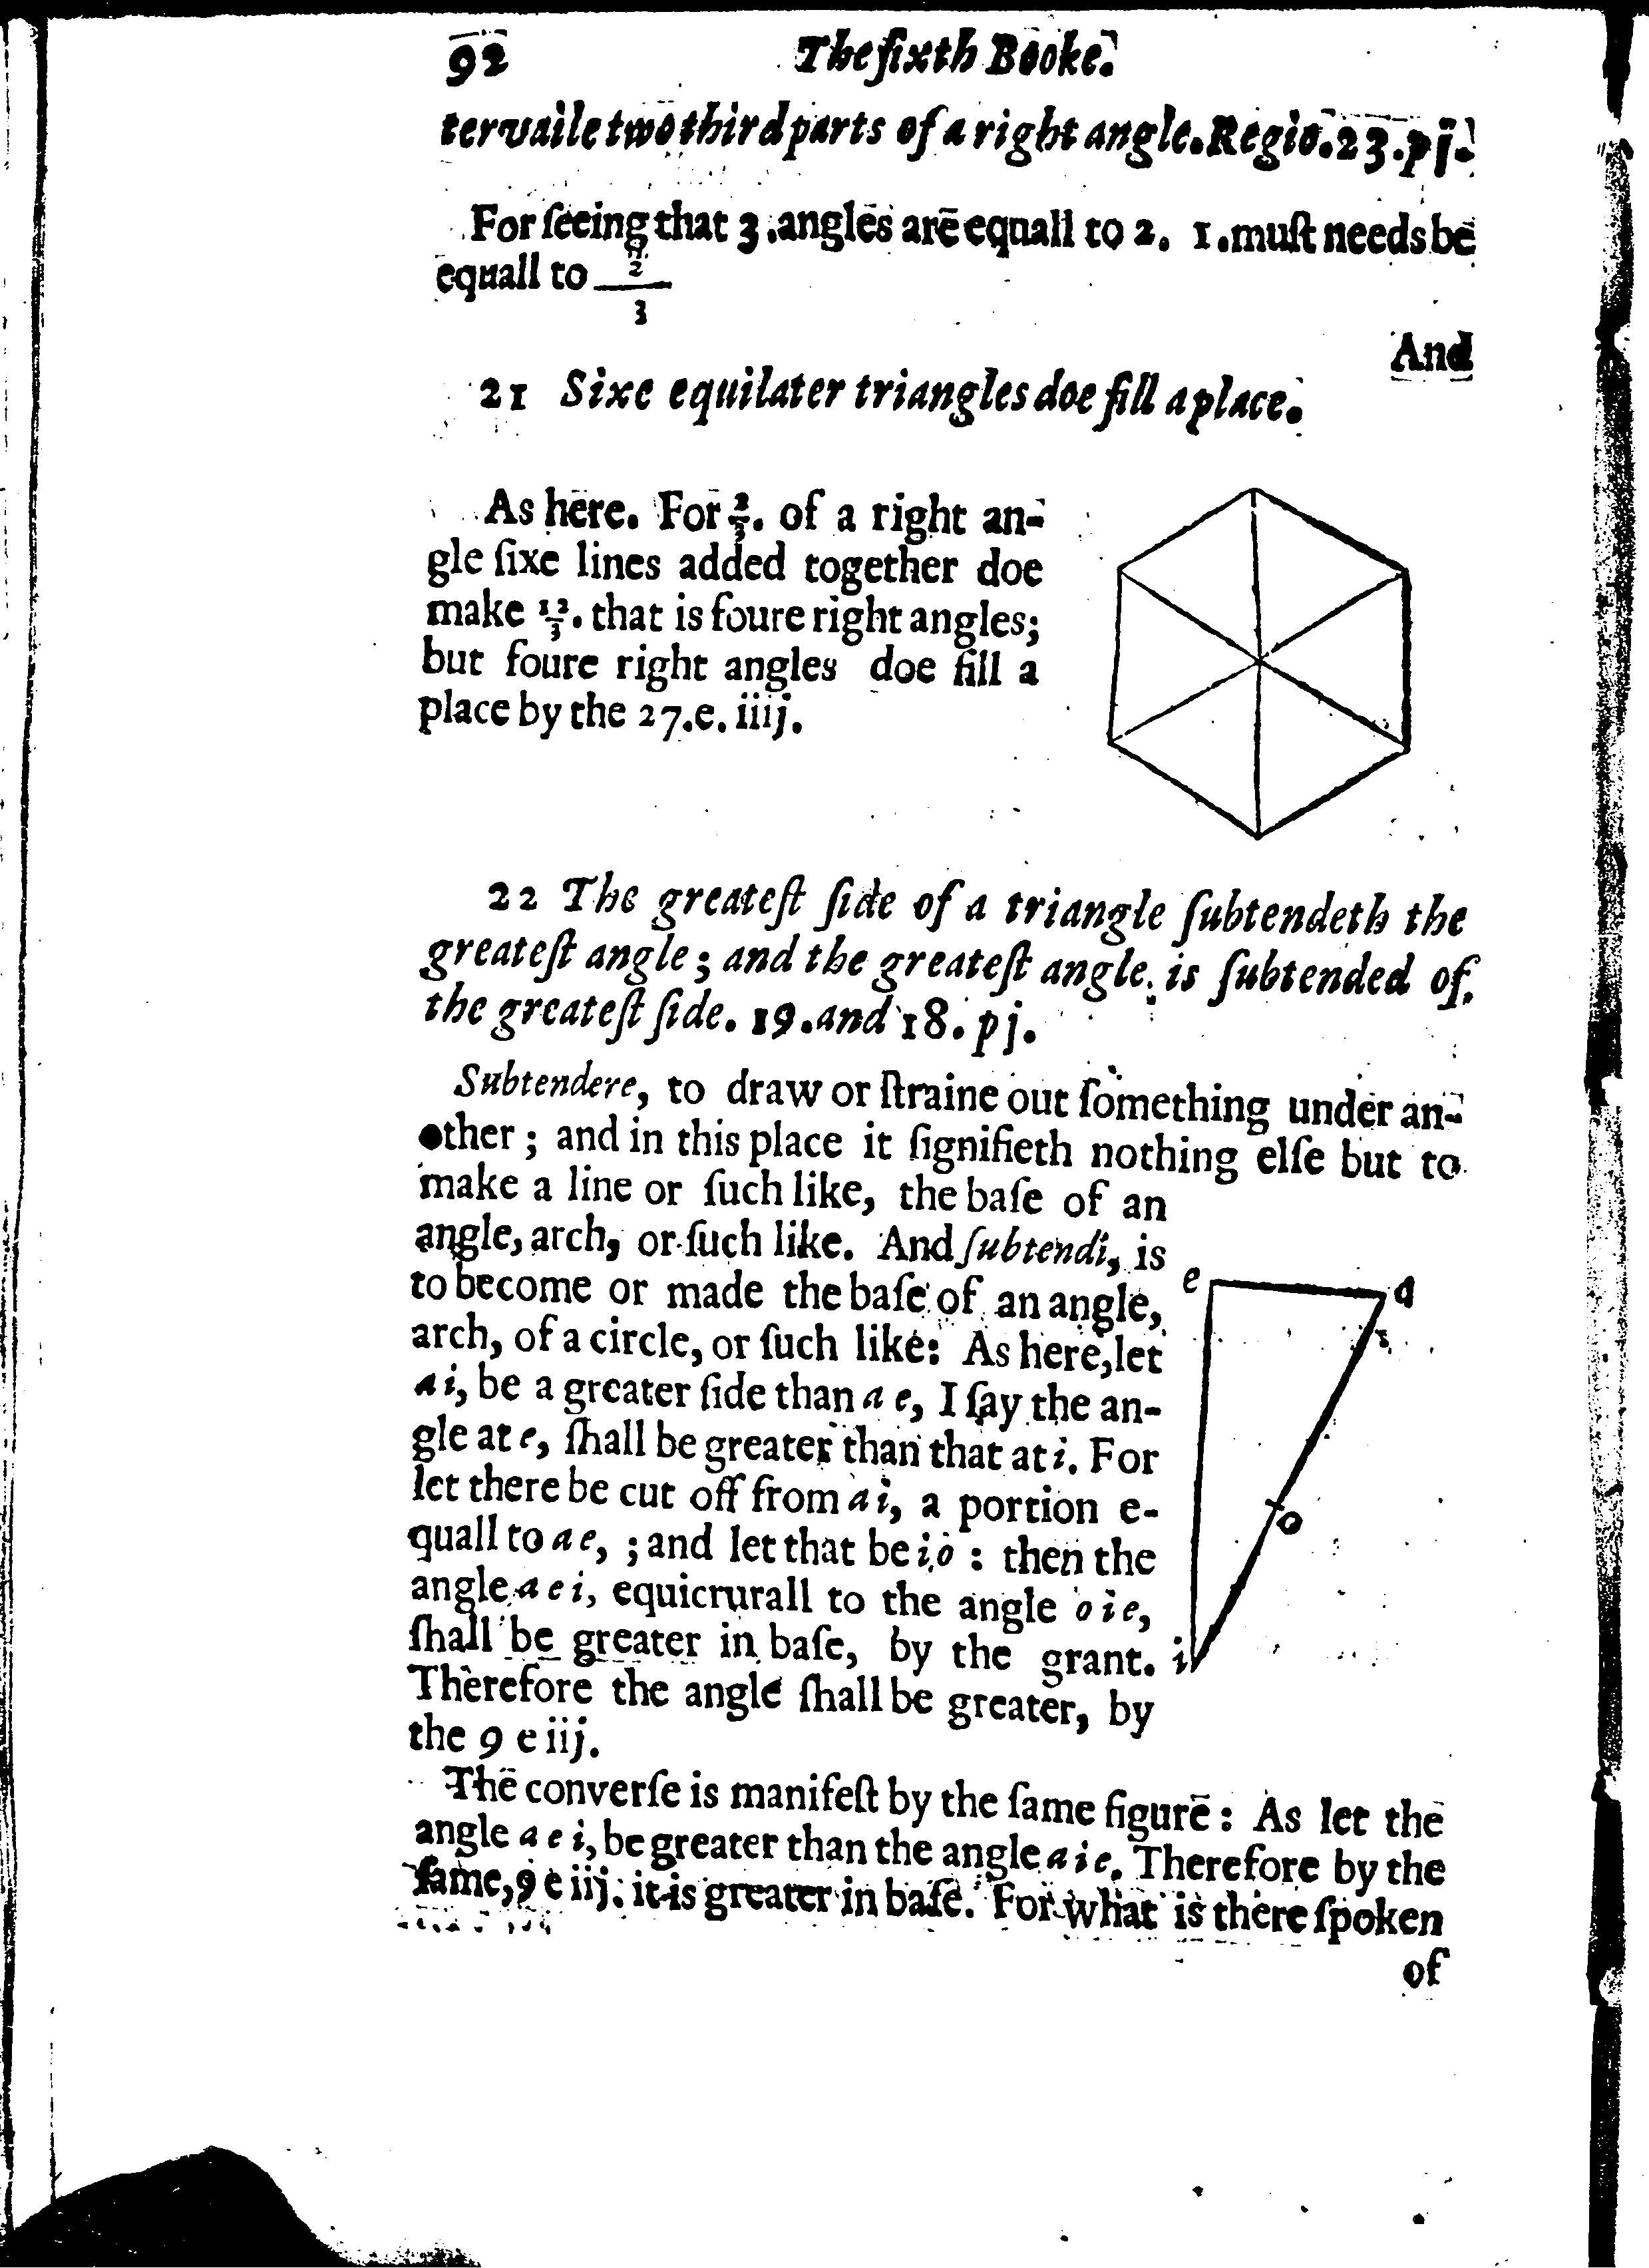 92 The ſixth Booke.
tervaile two third parts of a right angle. Regio. 23. pj.
For ſeeing that 3. angles are equall to 2. 1. muſt needs be
equall to 2/3
And
21 Sixe equilater triangles doe fill a place.
As here. For 2/3. of a right an-
gle ſixe lines added together doe
make 12/3. that is foure right angles;
but foure right angles doe fill a
place by the 27. e. iiij.
22 The greateſt ſide of a triangle ſubtendeth the
greateſt angle; and the greateſt angle is ſubtended of
the greateſt ſide. 19. and 18. pj.
Subtendere, to draw or ſtraine out ſomething under an-
other; and in this place it ſignifieth nothing elſe but to
make a line or ſuch like, the baſe of an
angle, arch, or ſuch like. And ſubtendi, is
to become or made the baſe of an angle,
arch, of a circle, or ſuch like: As here, let
a i, be a greater ſide than a e, I ſay the an-
gle at e, ſhall be greater than that at i. For
let there be cut off from a i, a portion e-
quall to a e, ; and let that be i o : then the
angle a e i, equicrurall to the angle o i e,
ſhall be greater in baſe, by the grant.
Therefore the angle ſhall be greater, by
the 9 e iij.
e a
o
i
The converſe is manifeſt by the ſame figure: As let the
angle a e i, be greater than the angle a i e. Therefore by the
ſame, 9 e iij. it is greater in baſe. For what is there ſpoken
of